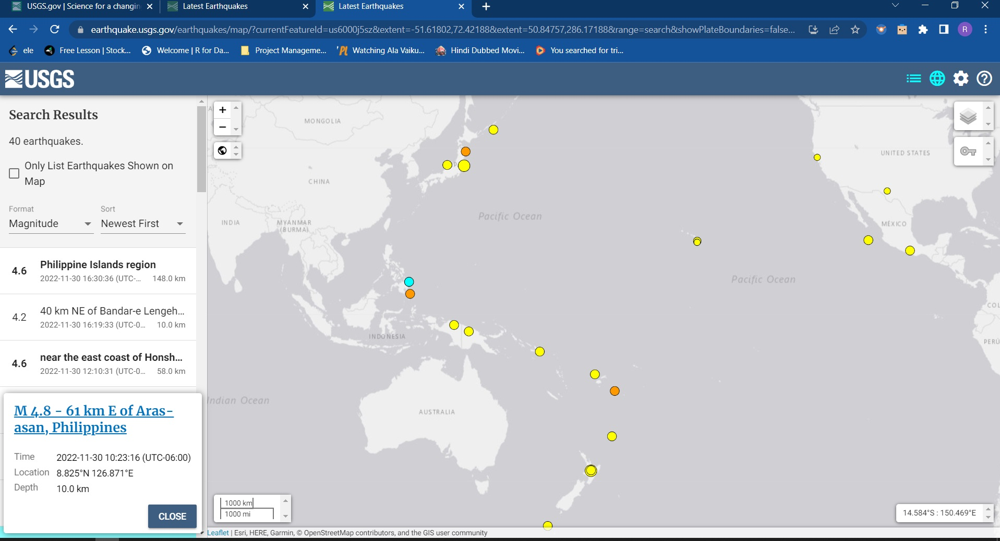 USGS.gov | Science for a changin
Latest Earthquakes
Latest Earthquakes
earthquake.usgs.gov/earthquakes/map/?currentFeatureId=us6000j5sz&extent=-51.61802,72.42188&extent=50.84757,286.17188&range=search&showPlateBoundaries=false...
R
ele
Free Lesson | Stock...
Welcome | R for Da...
Project Manageme...
Watching Ala Vaiku...
Hindi Dubbed Movi...
You searched for tri...
USGS
Search Results
40 earthquakes.
Only List Earthquakes Shown on
Map
Format
Sort
Magnitude
Newest First
4.6
Philippine Islands region
2022-11-30 16:30:36 (UTC-...
148.0 km
4.2
40 km NE of Bandar-e Lengeh...
2022-11-30 16:19:33 (UTC-0...
10.0 km
4.6
near the east coast of Honsh...
2022-11-30 12:10:31 (UTC-0...
58.0 km
M 4.8 - 61 km E of Aras-
asan, Philippines
Time
2022-11-30 10:23:16 (UTC-06:00)
Location
8.825°N 126.871°E
Depth
10.0 km
CLOSE
+
−
MONGOLIA
CHINA
INDIA
MYANMAR
(BURMA)
INDONESIA
AUSTRALIA
Indian Ocean
Pacific Ocean
Pacific Ocean
UNITED STATES
MÉXICO
COL
PERÚ
1000 km
1000 mi
14.584°S : 150.469°E
Leaflet | Esri, HERE, Garmin, © OpenStreetMap contributors, and the GIS user community